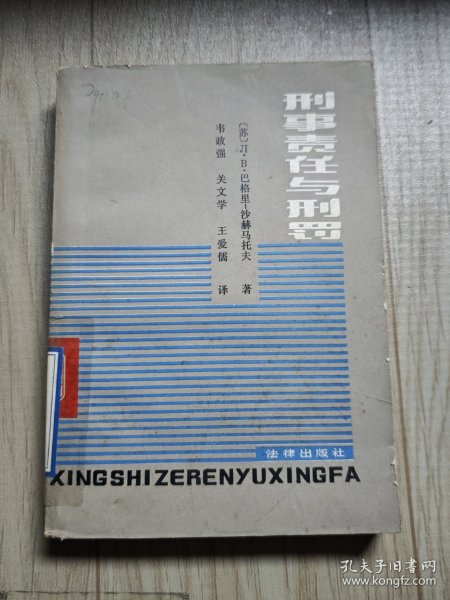 刑事责任与刑罚
〔苏〕Л·В·巴格里-沙赫马托夫 著
韦政强 关文学 王爱儒 译
法律出版社
XINGSHIZERENYUXINGFA
孔夫子旧书网
www.kongfz.com